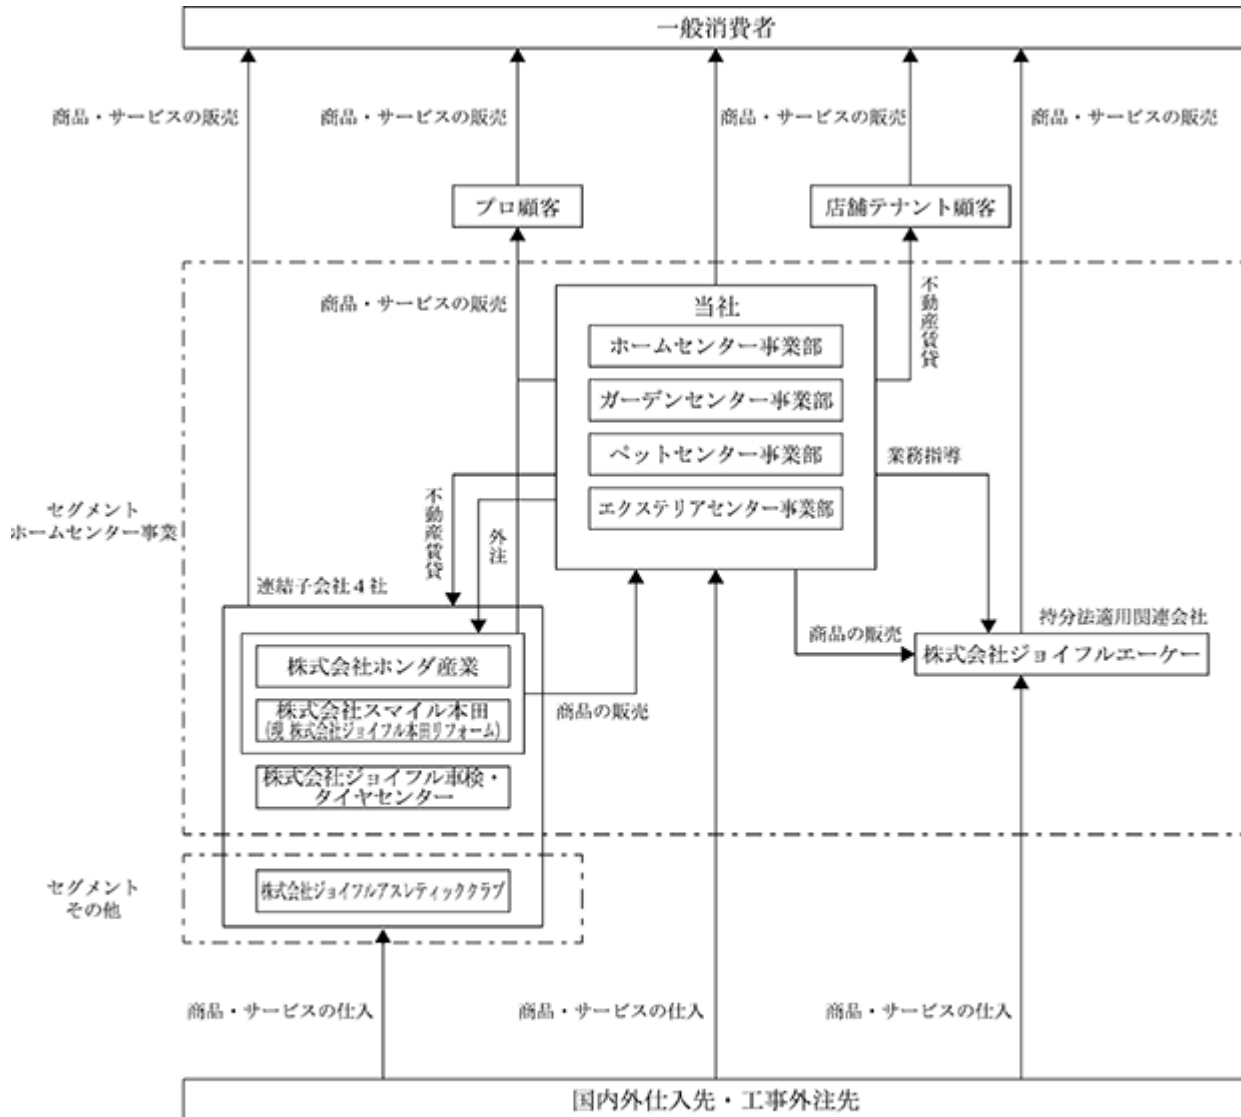 一般消費者
商品・サービスの販売
商品・サービスの販売
商品・サービスの販売
商品・サービスの販売
プロ顧客
店舗テナント顧客
商品・サービスの販売
当社
不動産賃貸
ホームセンター事業部
ガーデンセンター事業部
ペットセンター事業部
エクステリアセンター事業部
業務指導
セグメント
ホームセンター事業
不動産賃貸
外注
連結子会社4社
持分法適用関連会社
商品の販売
株式会社ジョイフルエーケー
株式会社ホンダ産業
株式会社スマイル本田
(現 株式会社ジョイフル本田リフォーム)
商品の販売
株式会社ジョイフル車検・
タイヤセンター
セグメント
その他
株式会社ジョイフルアスレティッククラブ
商品・サービスの仕入
商品・サービスの仕入
商品・サービスの仕入
国内外仕入先・工事外注先